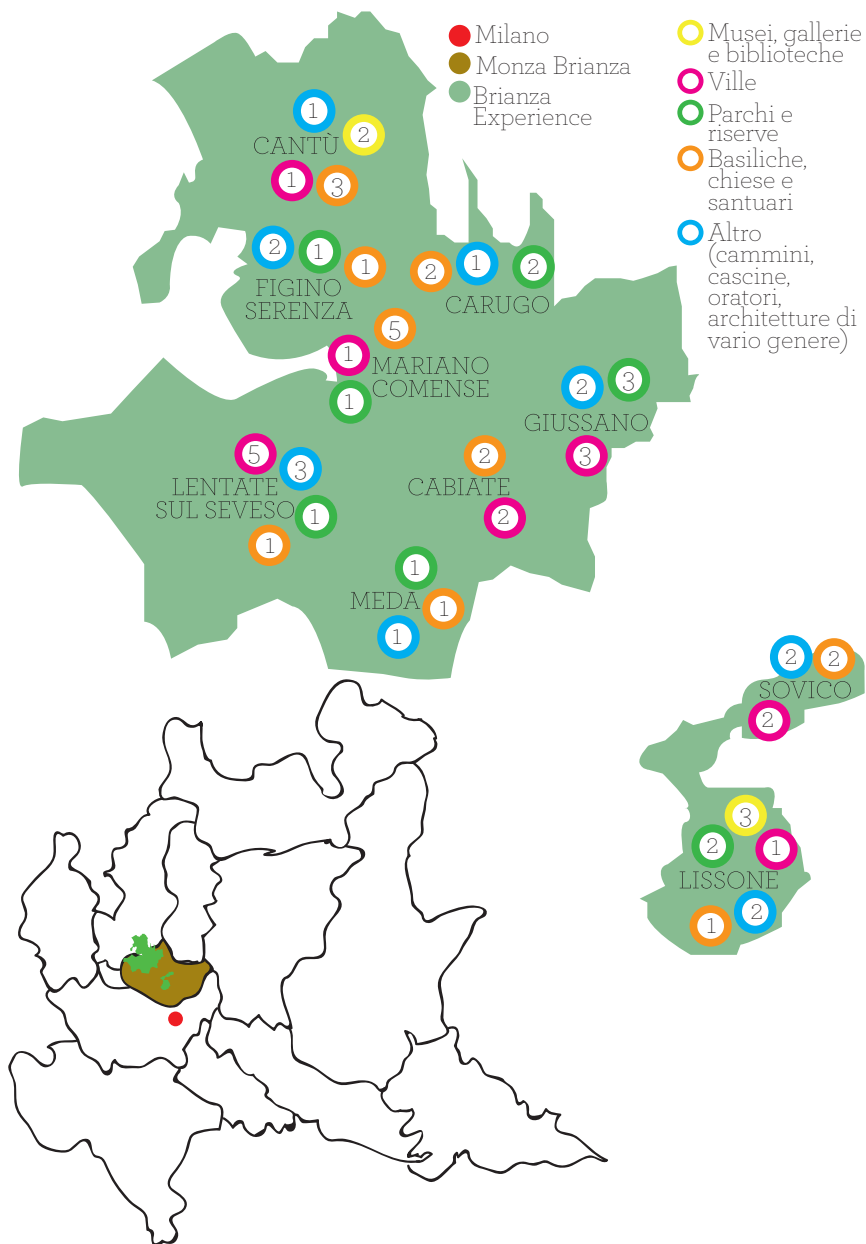 Milano
Monza Brianza
Brianza
Experience
Musei, gallerie
e biblioteche
Ville
Parchi e
riserve
Basiliche,
chiese e
santuari
Altro
(cammini,
cascine,
oratori,
architetture di
vario genere)
1
2
CANTÙ
1
3
2
1
1
FIGINO
SERENZA
2
1
2
CARUGO
5
1
MARIANO
COMENSE
1
2
3
GIUSSANO
3
5
3
LENTATE
SUL SEVESO
1
1
2
CABIATE
2
1
MEDA
1
1
2
2
SOVICO
2
3
2
1
LISSONE
1
2